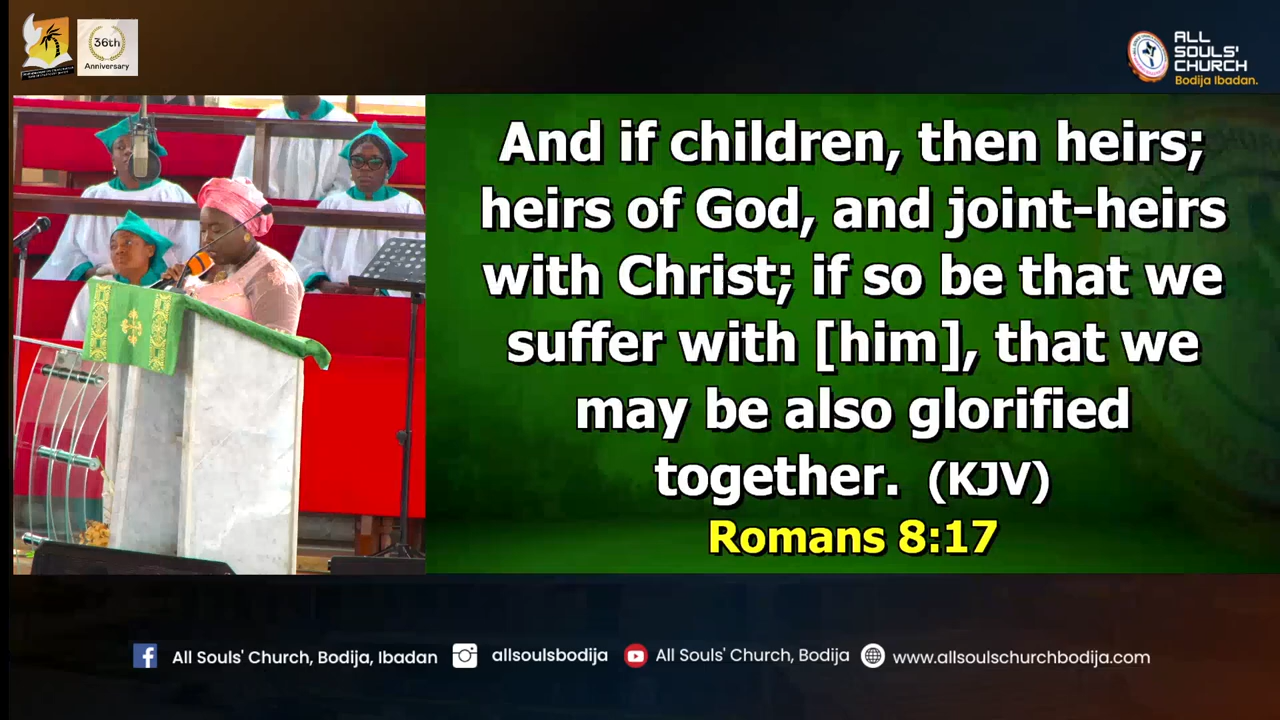 36th
Anniversary
ALL
SOULS'
CHURCH
Bodija Ibadan.
And if children, then heirs;
heirs of God, and joint-heirs
with Christ; if so be that we
suffer with [him], that we
may be also glorified
together. (KJV)
Romans 8:17
All Souls' Church, Bodija, Ibadan allsoulsbodija All Souls' Church, Bodija www.allsoulschurchbodija.com